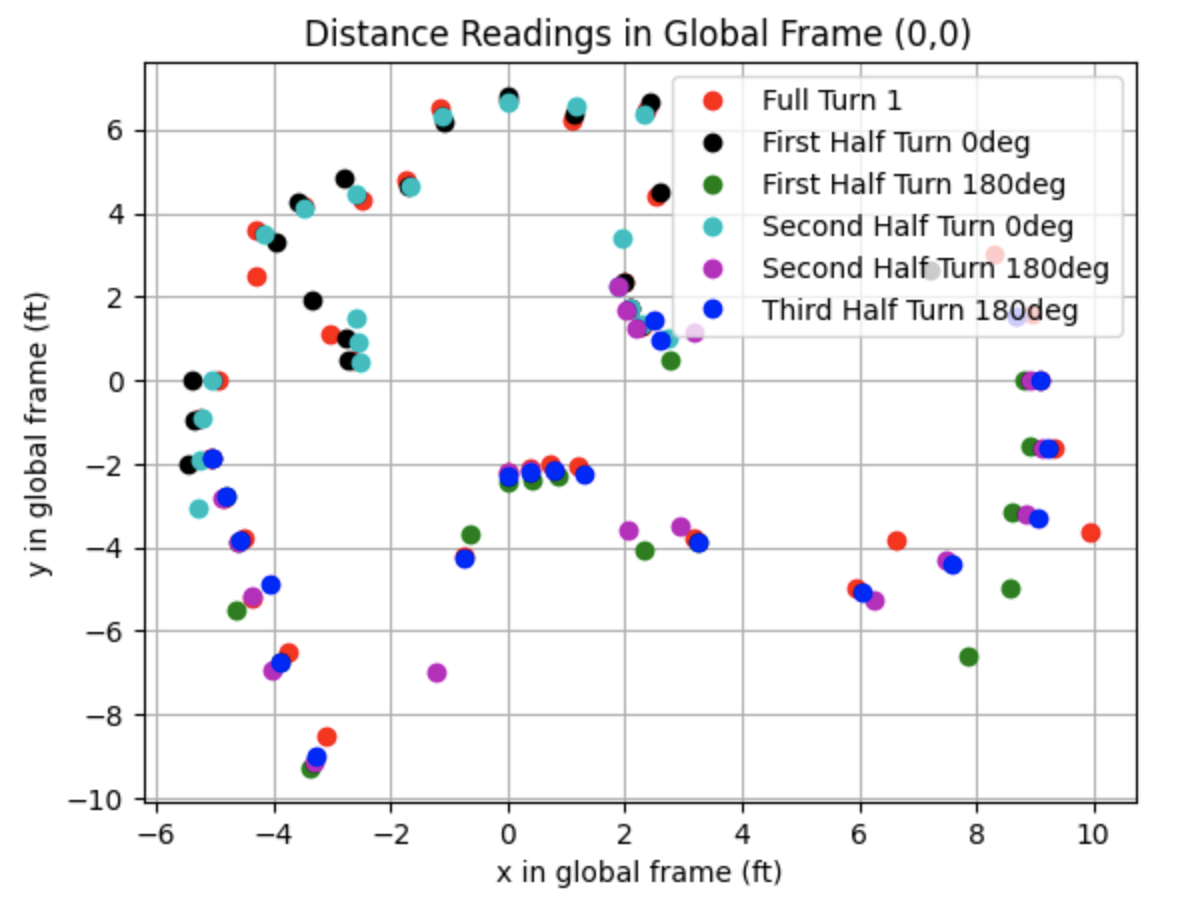 Distance Readings in Global Frame (0,0)
Full Turn 1
First Half Turn 0deg
First Half Turn 180deg
Second Half Turn 0deg
Second Half Turn 180deg
Third Half Turn 180deg
6
4
2
0
−2
−4
−6
−8
−10
y in global frame (ft)
−6 −4 −2 0 2 4 6 8 10
x in global frame (ft)